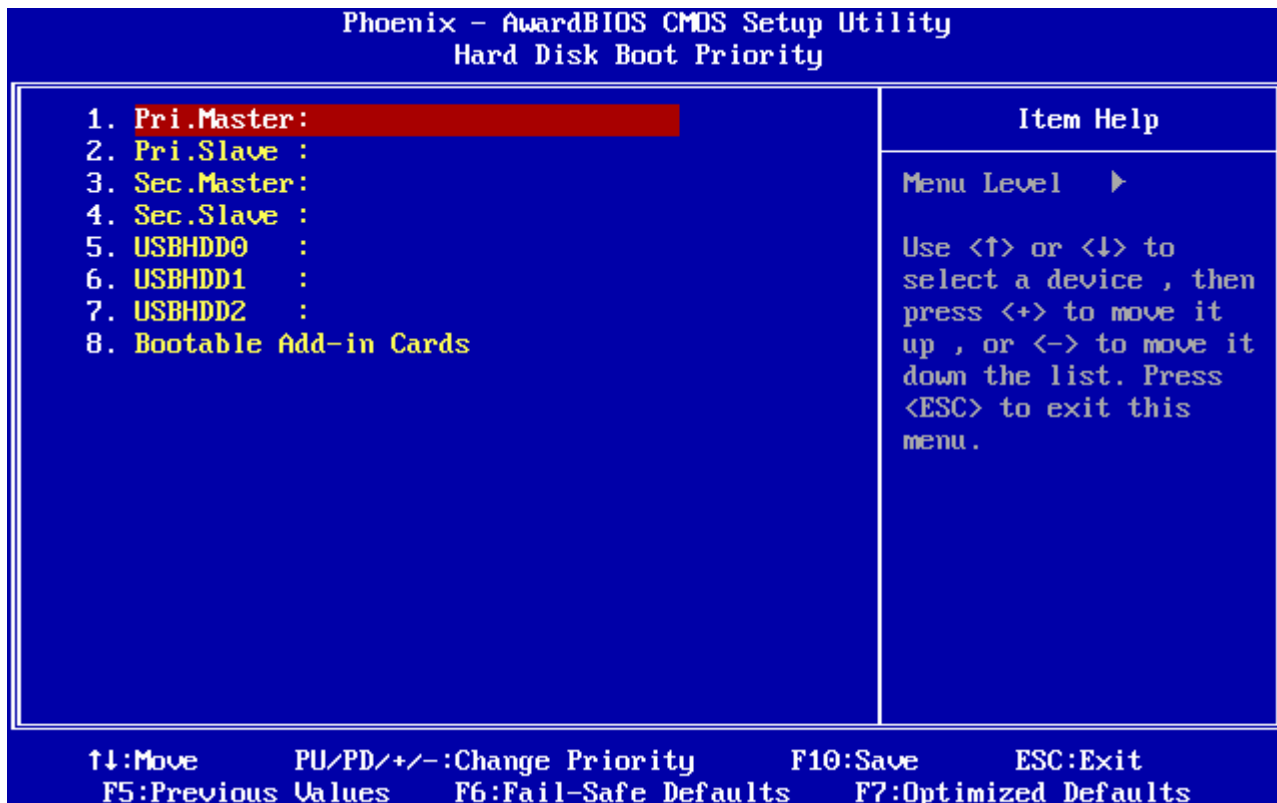 Phoenix - AwardBIOS CMOS Setup Utility
Hard Disk Boot Priority
1. Pri.Master:
2. Pri.Slave :
3. Sec.Master:
4. Sec.Slave :
5. USBHDD0   :
6. USBHDD1   :
7. USBHDD2   :
8. Bootable Add-in Cards
Item Help
Menu Level ▶
Use <↑> or <↓> to
select a device , then
press <+> to move it
up , or <-> to move it
down the list. Press
<ESC> to exit this
menu.
↑↓:Move PU/PD/+/-:Change Priority F10:Save ESC:Exit
F5:Previous Values F6:Fail-Safe Defaults F7:Optimized Defaults